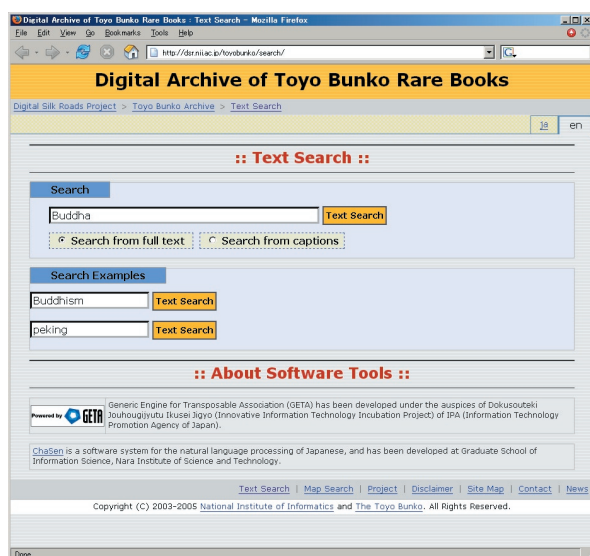 Digital Archive of Toyo Bunko Rare Books : Text Search - Mozilla Firefox
File Edit View Go Bookmarks Tools Help
http://dsr.nii.ac.jp/toyobunko/search/
Digital Archive of Toyo Bunko Rare Books
Digital Silk Roads Project > Toyo Bunko Archive > Text Search
ja en
:: Text Search ::
Search
Buddha Text Search
Search from full text Search from captions
Search Examples
Buddhism Text Search
peking Text Search
:: About Software Tools ::
Powered by GETA
Generic Engine for Transposable Association (GETA) has been developed under the auspices of Dokusouteki
Jouhougijyutu Ikusei Jigyo (Innovative Information Technology Incubation Project) of IPA (Information Technology
Promotion Agency of Japan).
ChaSen is a software system for the natural language processing of Japanese, and has been developed at Graduate School of
Information Science, Nara Institute of Science and Technology.
Text Search | Map Search | Project | Disclaimer | Site Map | Contact | News
Copyright (C) 2003-2005 National Institute of Informatics and The Toyo Bunko. All Rights Reserved.
Done